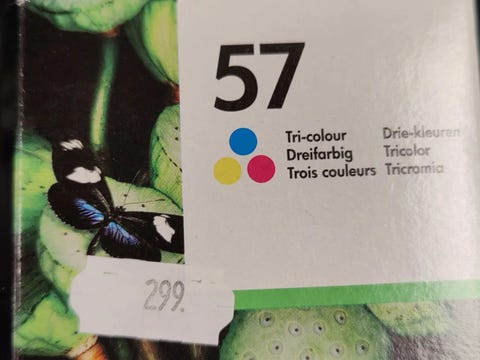 57
Tri-colour Drie-kleuren
Dreifarbig Tricolor
Trois couleurs Tricromia
299.